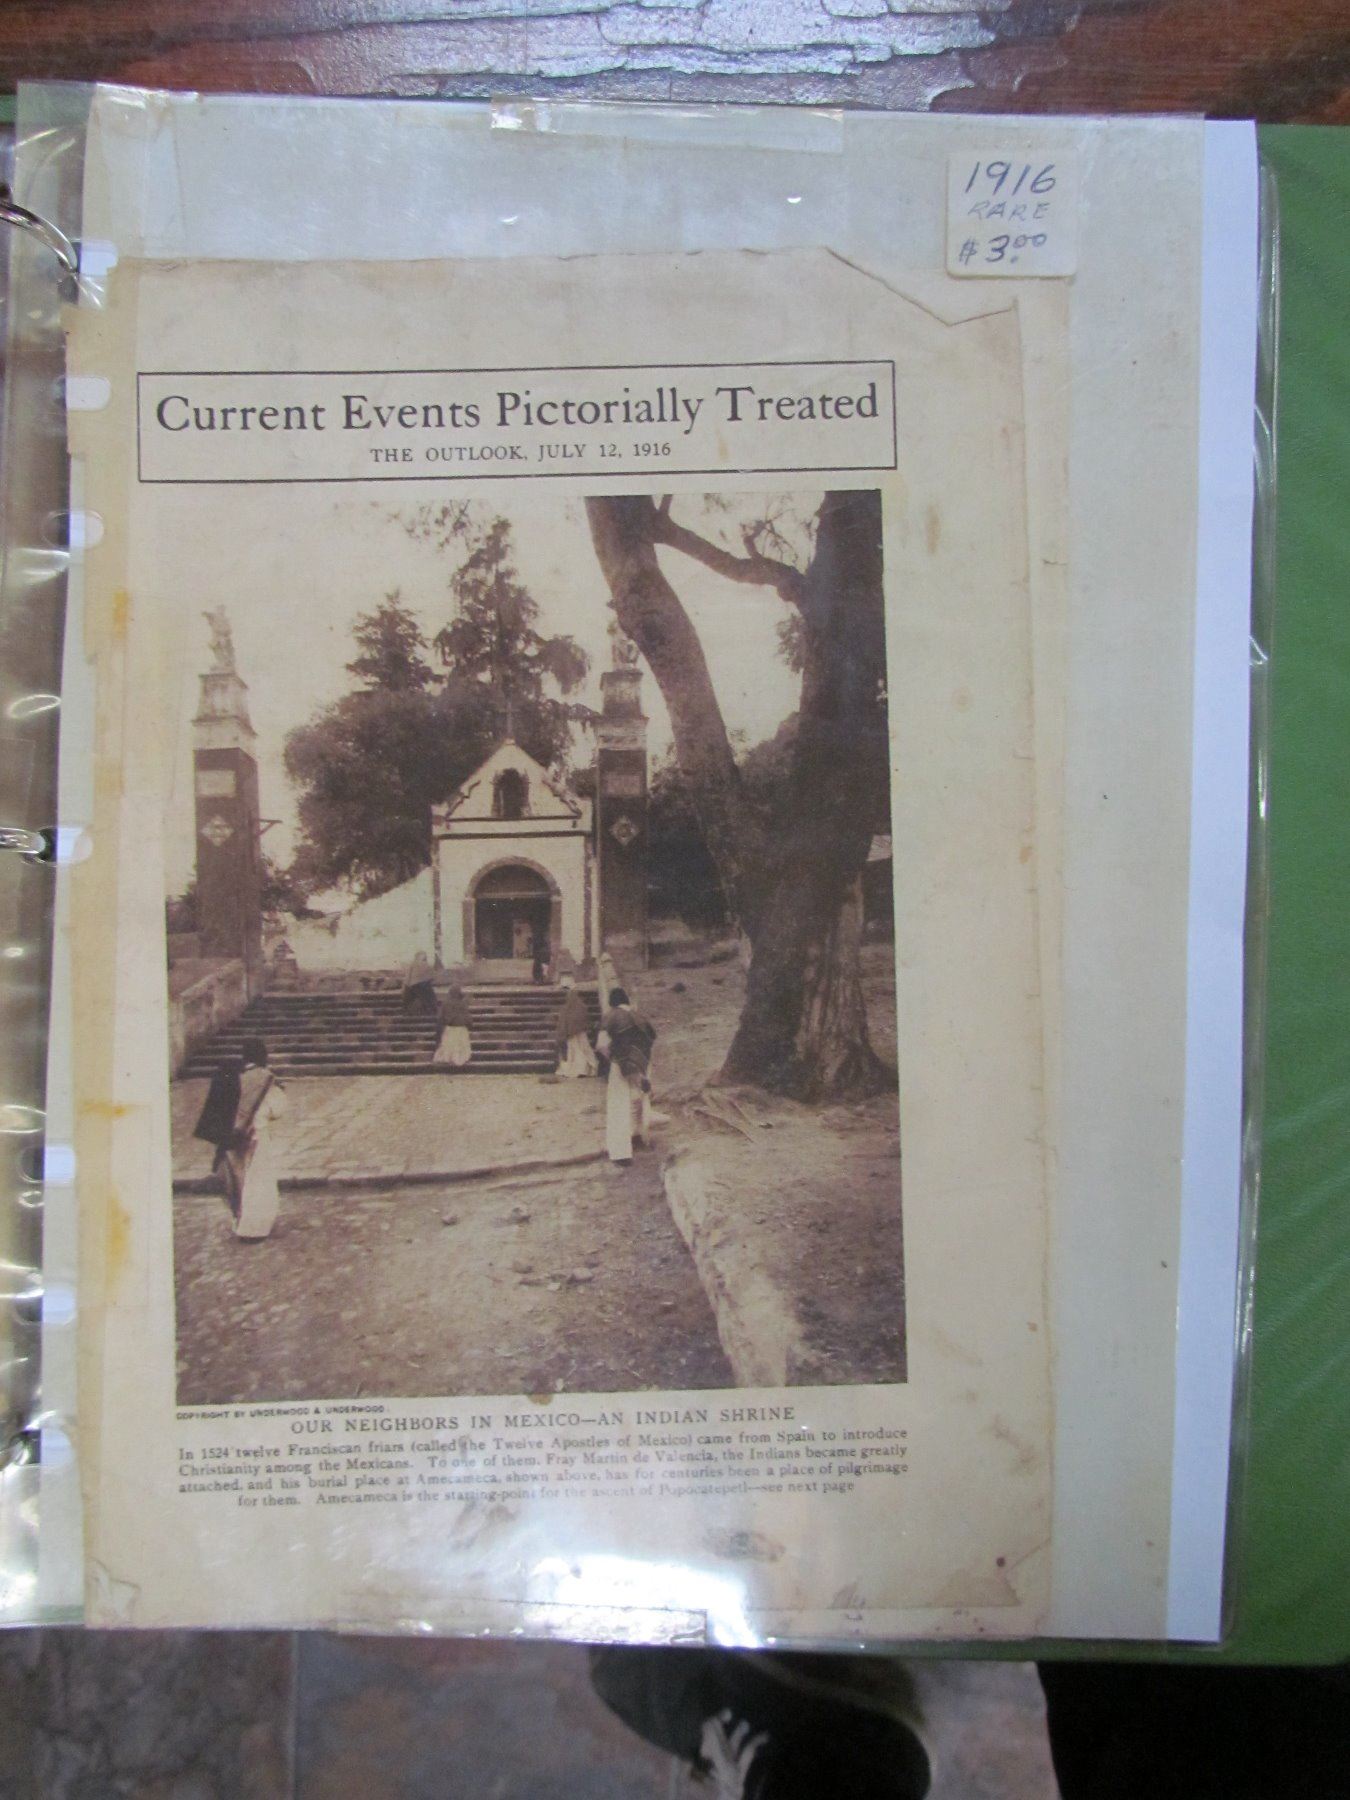 1916
RARE
$3.00
Current Events Pictorially Treated
THE OUTLOOK, JULY 12, 1916
COPYRIGHT BY UNDERWOOD & UNDERWOOD
OUR NEIGHBORS IN MEXICO—AN INDIAN SHRINE
In 1524 twelve Franciscan friars (called the Twelve Apostles of Mexico) came from Spain to introduce
Christianity among the Mexicans. To one of them, Fray Martin de Valencia, the Indians became greatly
attached, and his burial place at Amecameca, shown above, has for centuries been a place of pilgrimage
for them. Amecameca is the starting-point for the ascent of Popocatepetl—see next page